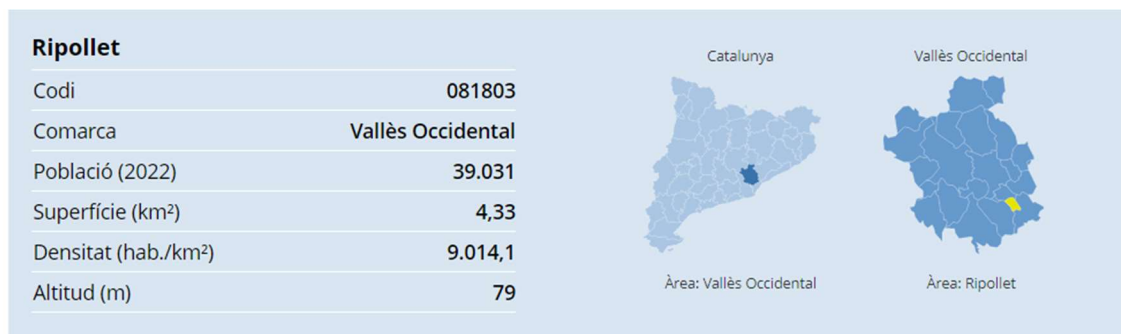 Ripollet
Codi 081803
Comarca Vallès Occidental
Població (2022) 39.031
Superfície (km²) 4,33
Densitat (hab./km²) 9.014,1
Altitud (m) 79
Catalunya
Àrea: Vallès Occidental
Vallès Occidental
Àrea: Ripollet